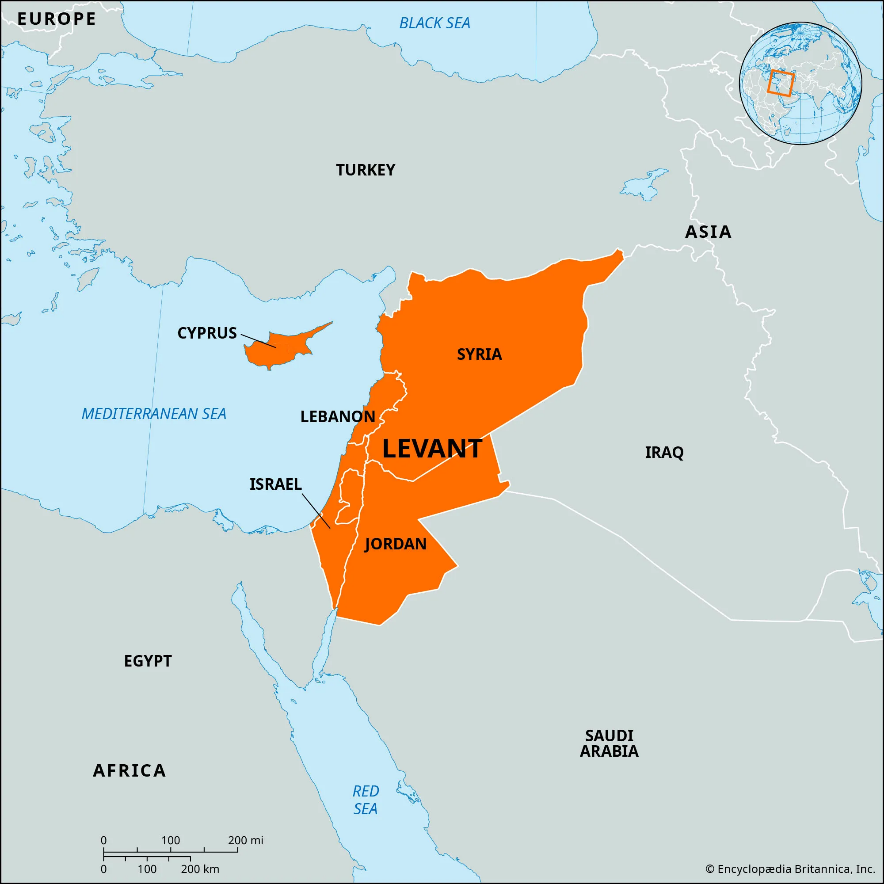 EUROPE
BLACK SEA
TURKEY
ASIA
CYPRUS
SYRIA
MEDITERRANEAN SEA
LEBANON
LEVANT
IRAQ
ISRAEL
JORDAN
EGYPT
SAUDI
ARABIA
AFRICA
RED
SEA
0 100 200 mi
0 100 200 km
© Encyclopædia Britannica, Inc.